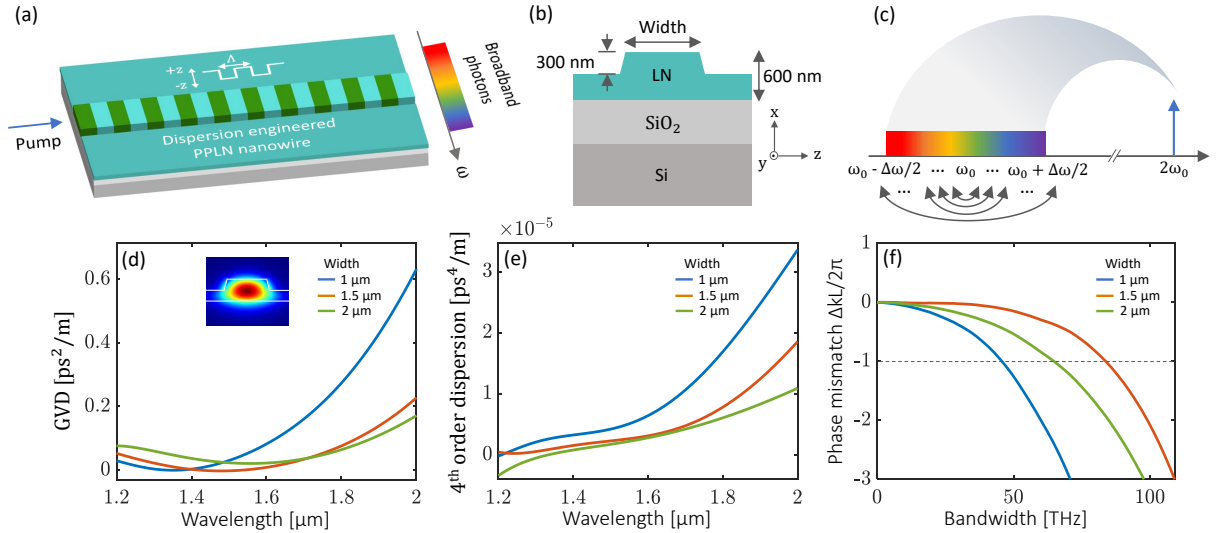 (a)
+z
-z
Λ
Pump
Dispersion engineered
PPLN nanowire
Broadband
photons
ω
(b)
Width
300 nm
LN
600 nm
SiO2
Si
x
y
z
(c)
ω0 - Δω/2 ... ω0 ... ω0 + Δω/2
2ω0
... ... ...
(d)
Width
1 μm
1.5 μm
2 μm
GVD [ps²/m]
0.6
0.4
0.2
0
1.2 1.4 1.6 1.8 2
Wavelength [μm]
×10⁻⁵
(e)
Width
1 μm
1.5 μm
2 μm
4th order dispersion [ps⁴/m]
3
2
1
0
1.2 1.4 1.6 1.8 2
Wavelength [μm]
(f)
Width
1 μm
1.5 μm
2 μm
Phase mismatch ΔkL/2π
1
0
-1
-2
-3
0 50 100
Bandwidth [THz]